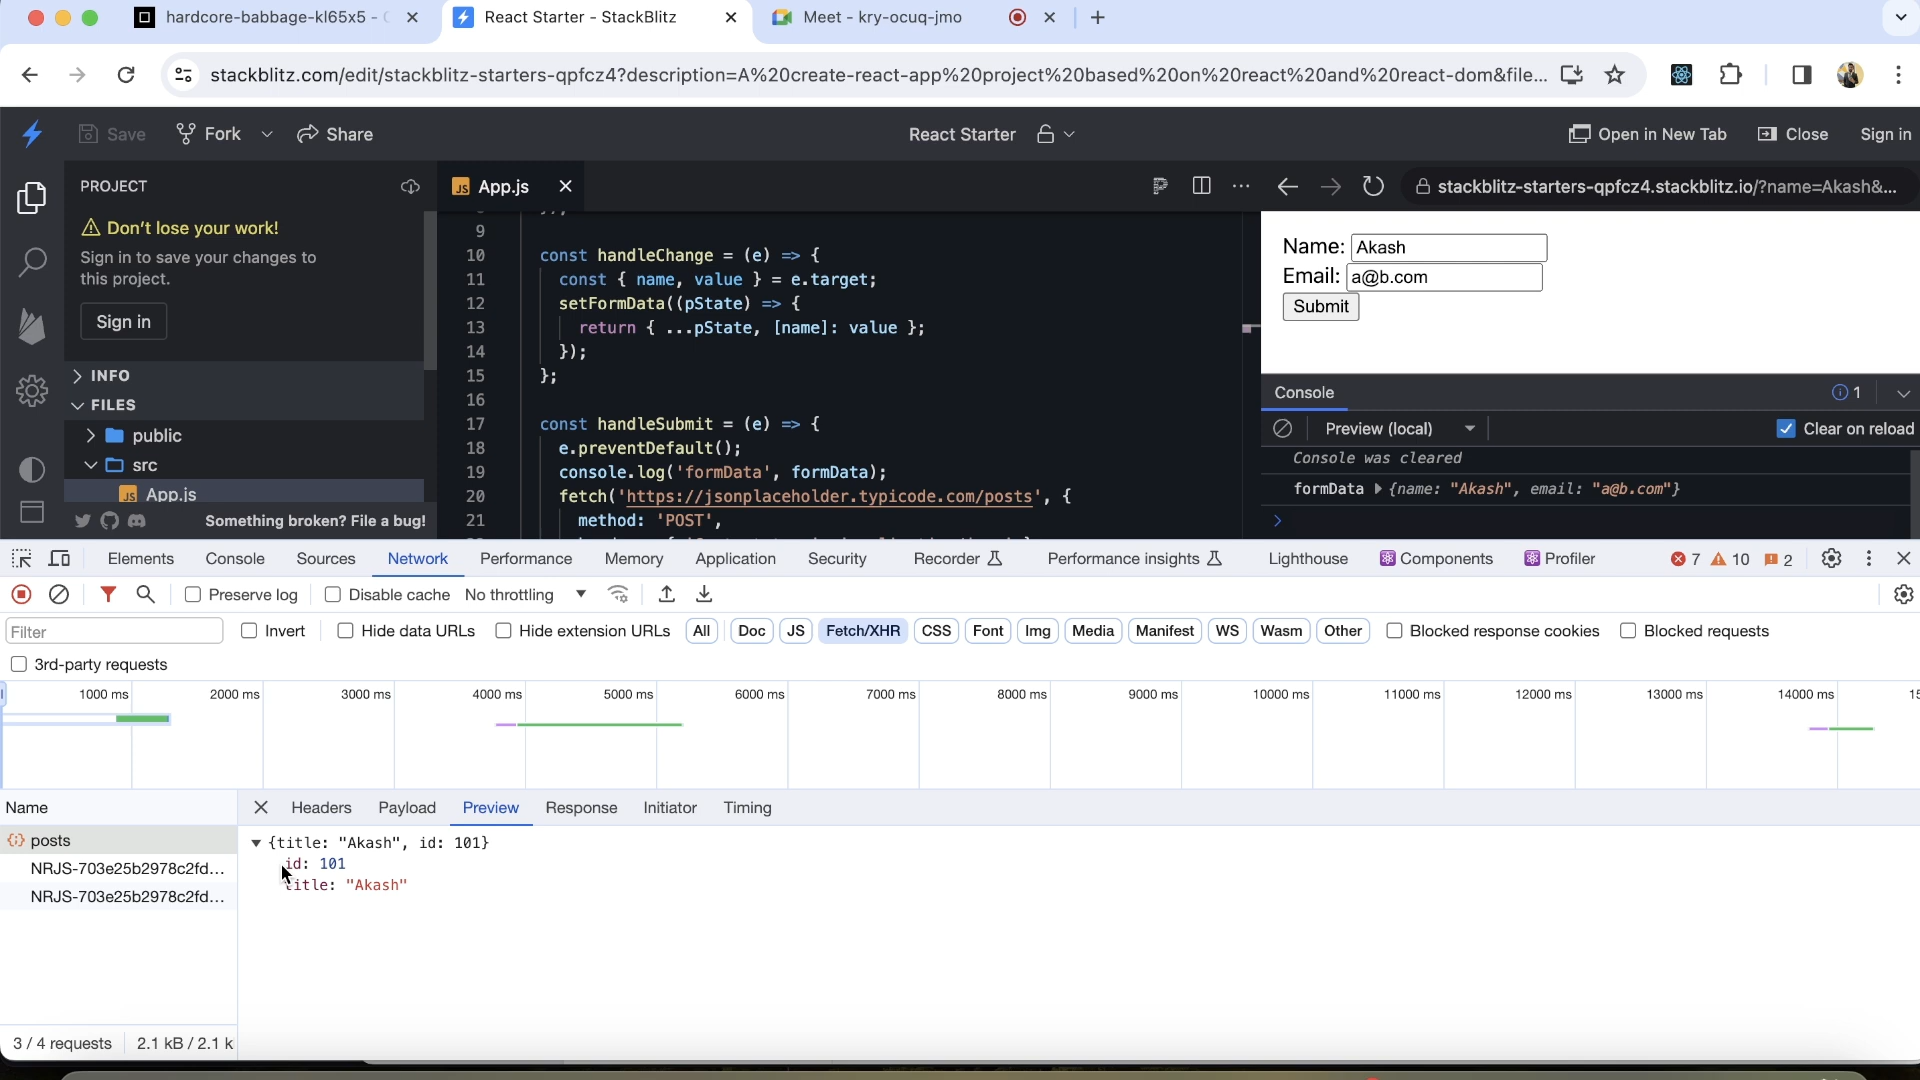 hardcore-babbage-kl65x5 -
React Starter - StackBlitz
Meet - kry-ocuq-jmo
stackblitz.com/edit/stackblitz-starters-qpfcz4?description=A%20create-react-app%20project%20based%20on%20react%20and%20react-dom&file...
Save
Fork
Share
React Starter
Open in New Tab
Close
Sign in
PROJECT
App.js
stackblitz-starters-qpfcz4.stackblitz.io/?name=Akash&...
Don't lose your work!
Sign in to save your changes to
this project.
Sign in
INFO
FILES
public
src
App.js
Something broken? File a bug!
9
10 const handleChange = (e) => {
11 const { name, value } = e.target;
12 setFormData((pState) => {
13 return { ...pState, [name]: value };
14 });
15 };
16
17 const handleSubmit = (e) => {
18 e.preventDefault();
19 console.log('formData', formData);
20 fetch('https://jsonplaceholder.typicode.com/posts', {
21 method: 'POST',
Name: Akash
Email: a@b.com
Submit
Console
1
Preview (local)
Clear on reload
Console was cleared
formData {name: "Akash", email: "a@b.com"}
Elements Console Sources Network Performance Memory Application Security Recorder Performance insights Lighthouse Components Profiler 7 10 2
Preserve log Disable cache No throttling
Filter Invert Hide data URLs Hide extension URLs All Doc JS Fetch/XHR CSS Font Img Media Manifest WS Wasm Other Blocked response cookies Blocked requests
3rd-party requests
1000 ms 2000 ms 3000 ms 4000 ms 5000 ms 6000 ms 7000 ms 8000 ms 9000 ms 10000 ms 11000 ms 12000 ms 13000 ms 14000 ms
Name
Headers Payload Preview Response Initiator Timing
posts
NRJS-703e25b2978c2fd...
NRJS-703e25b2978c2fd...
{title: "Akash", id: 101}
id: 101
title: "Akash"
3 / 4 requests 2.1 kB / 2.1 k